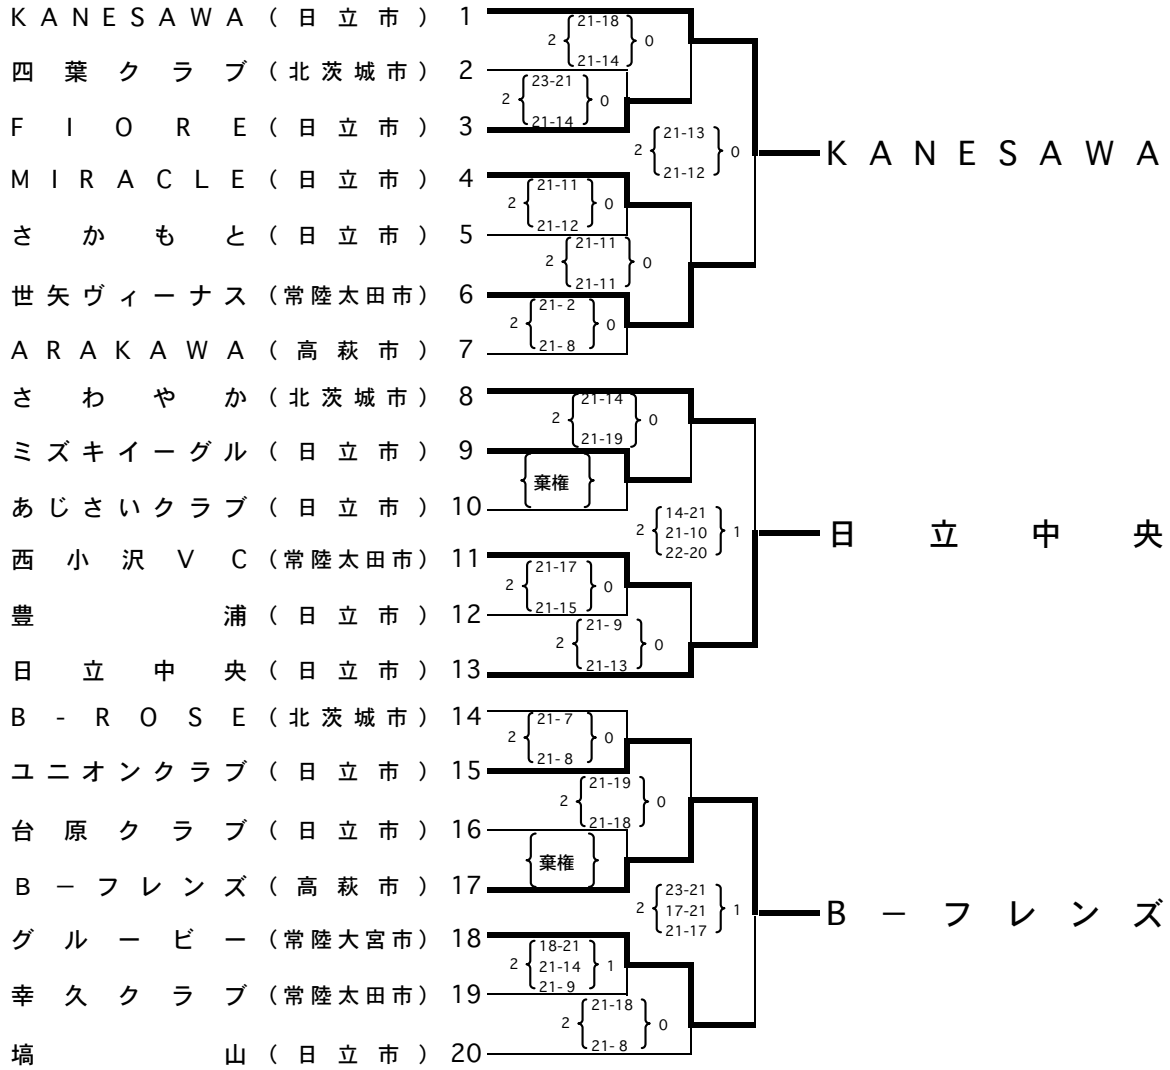 KANESAWA(日立市) 1
21-18
2 0
21-14
四葉クラブ(北茨城市) 2
23-21
2 0
21-14
FIORE(日立市) 3
21-13
2 0
21-12
KANESAWA
MIRACLE(日立市) 4
21-11
2 0
21-12
さかもと(日立市) 5
21-11
2 0
21-11
世矢ヴィーナス(常陸太田市) 6
21-2
2 0
21-8
ARAKAWA(高萩市) 7
さわやか(北茨城市) 8
21-14
2 0
21-19
ミズキイーグル(日立市) 9
棄権
あじさいクラブ(日立市) 10
14-21
2 21-10 1
22-20
日立中央
西小沢VC(常陸太田市) 11
21-17
2 0
21-15
豊浦(日立市) 12
21-9
2 0
21-13
日立中央(日立市) 13
B-ROSE(北茨城市) 14
21-7
2 0
21-8
ユニオンクラブ(日立市) 15
21-19
2 0
21-18
台原クラブ(日立市) 16
棄権
B−フレンズ(高萩市) 17
23-21
2 17-21 1
21-17
B−フレンズ
グルービー(常陸大宮市) 18
18-21
2 21-14 1
21-9
幸久クラブ(常陸太田市) 19
21-18
2 0
21-8
塙山(日立市) 20